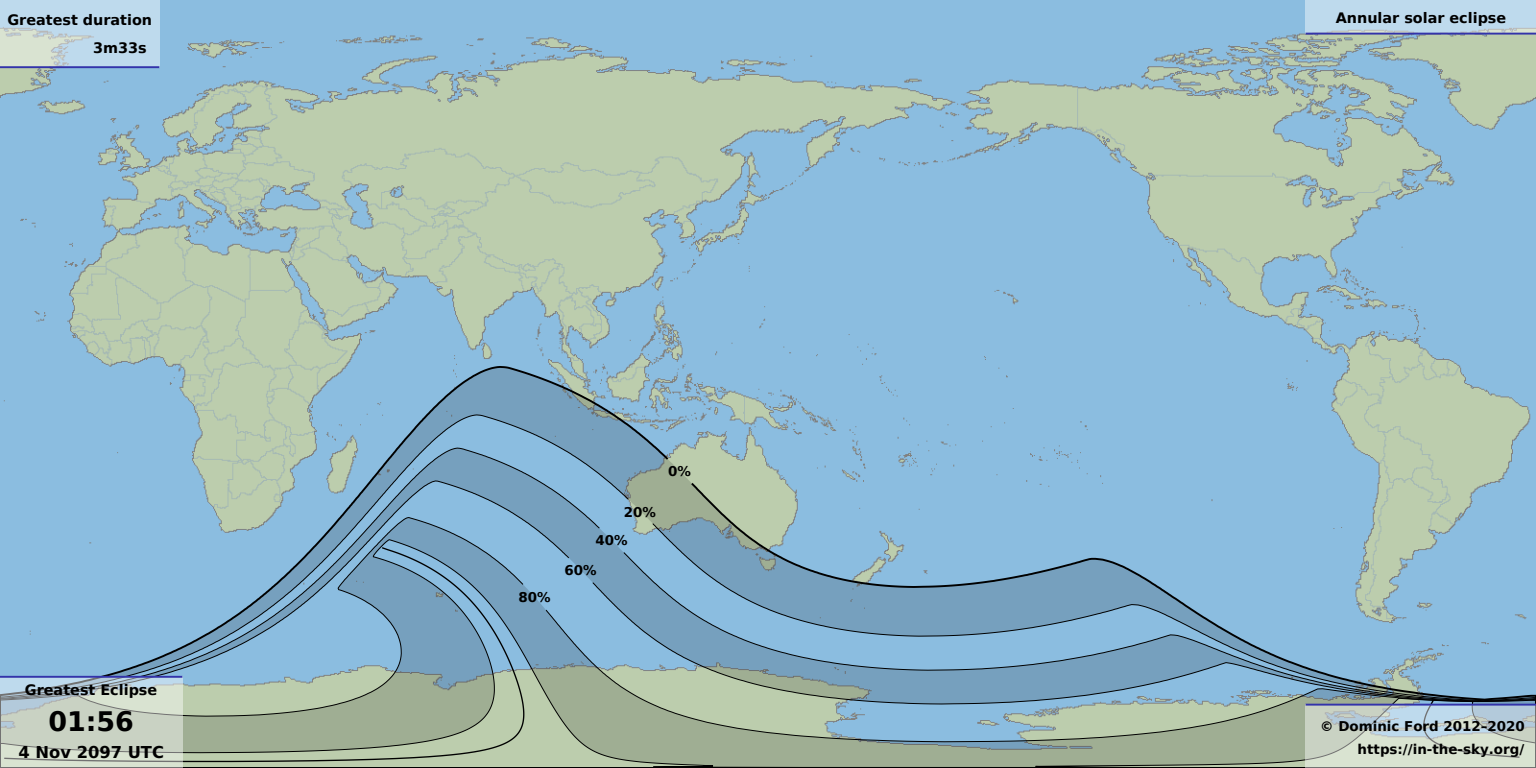 Greatest duration
3m33s
Annular solar eclipse
0%
20%
40%
60%
80%
Greatest Eclipse
01:56
4 Nov 2097 UTC
© Dominic Ford 2012-2020
https://in-the-sky.org/